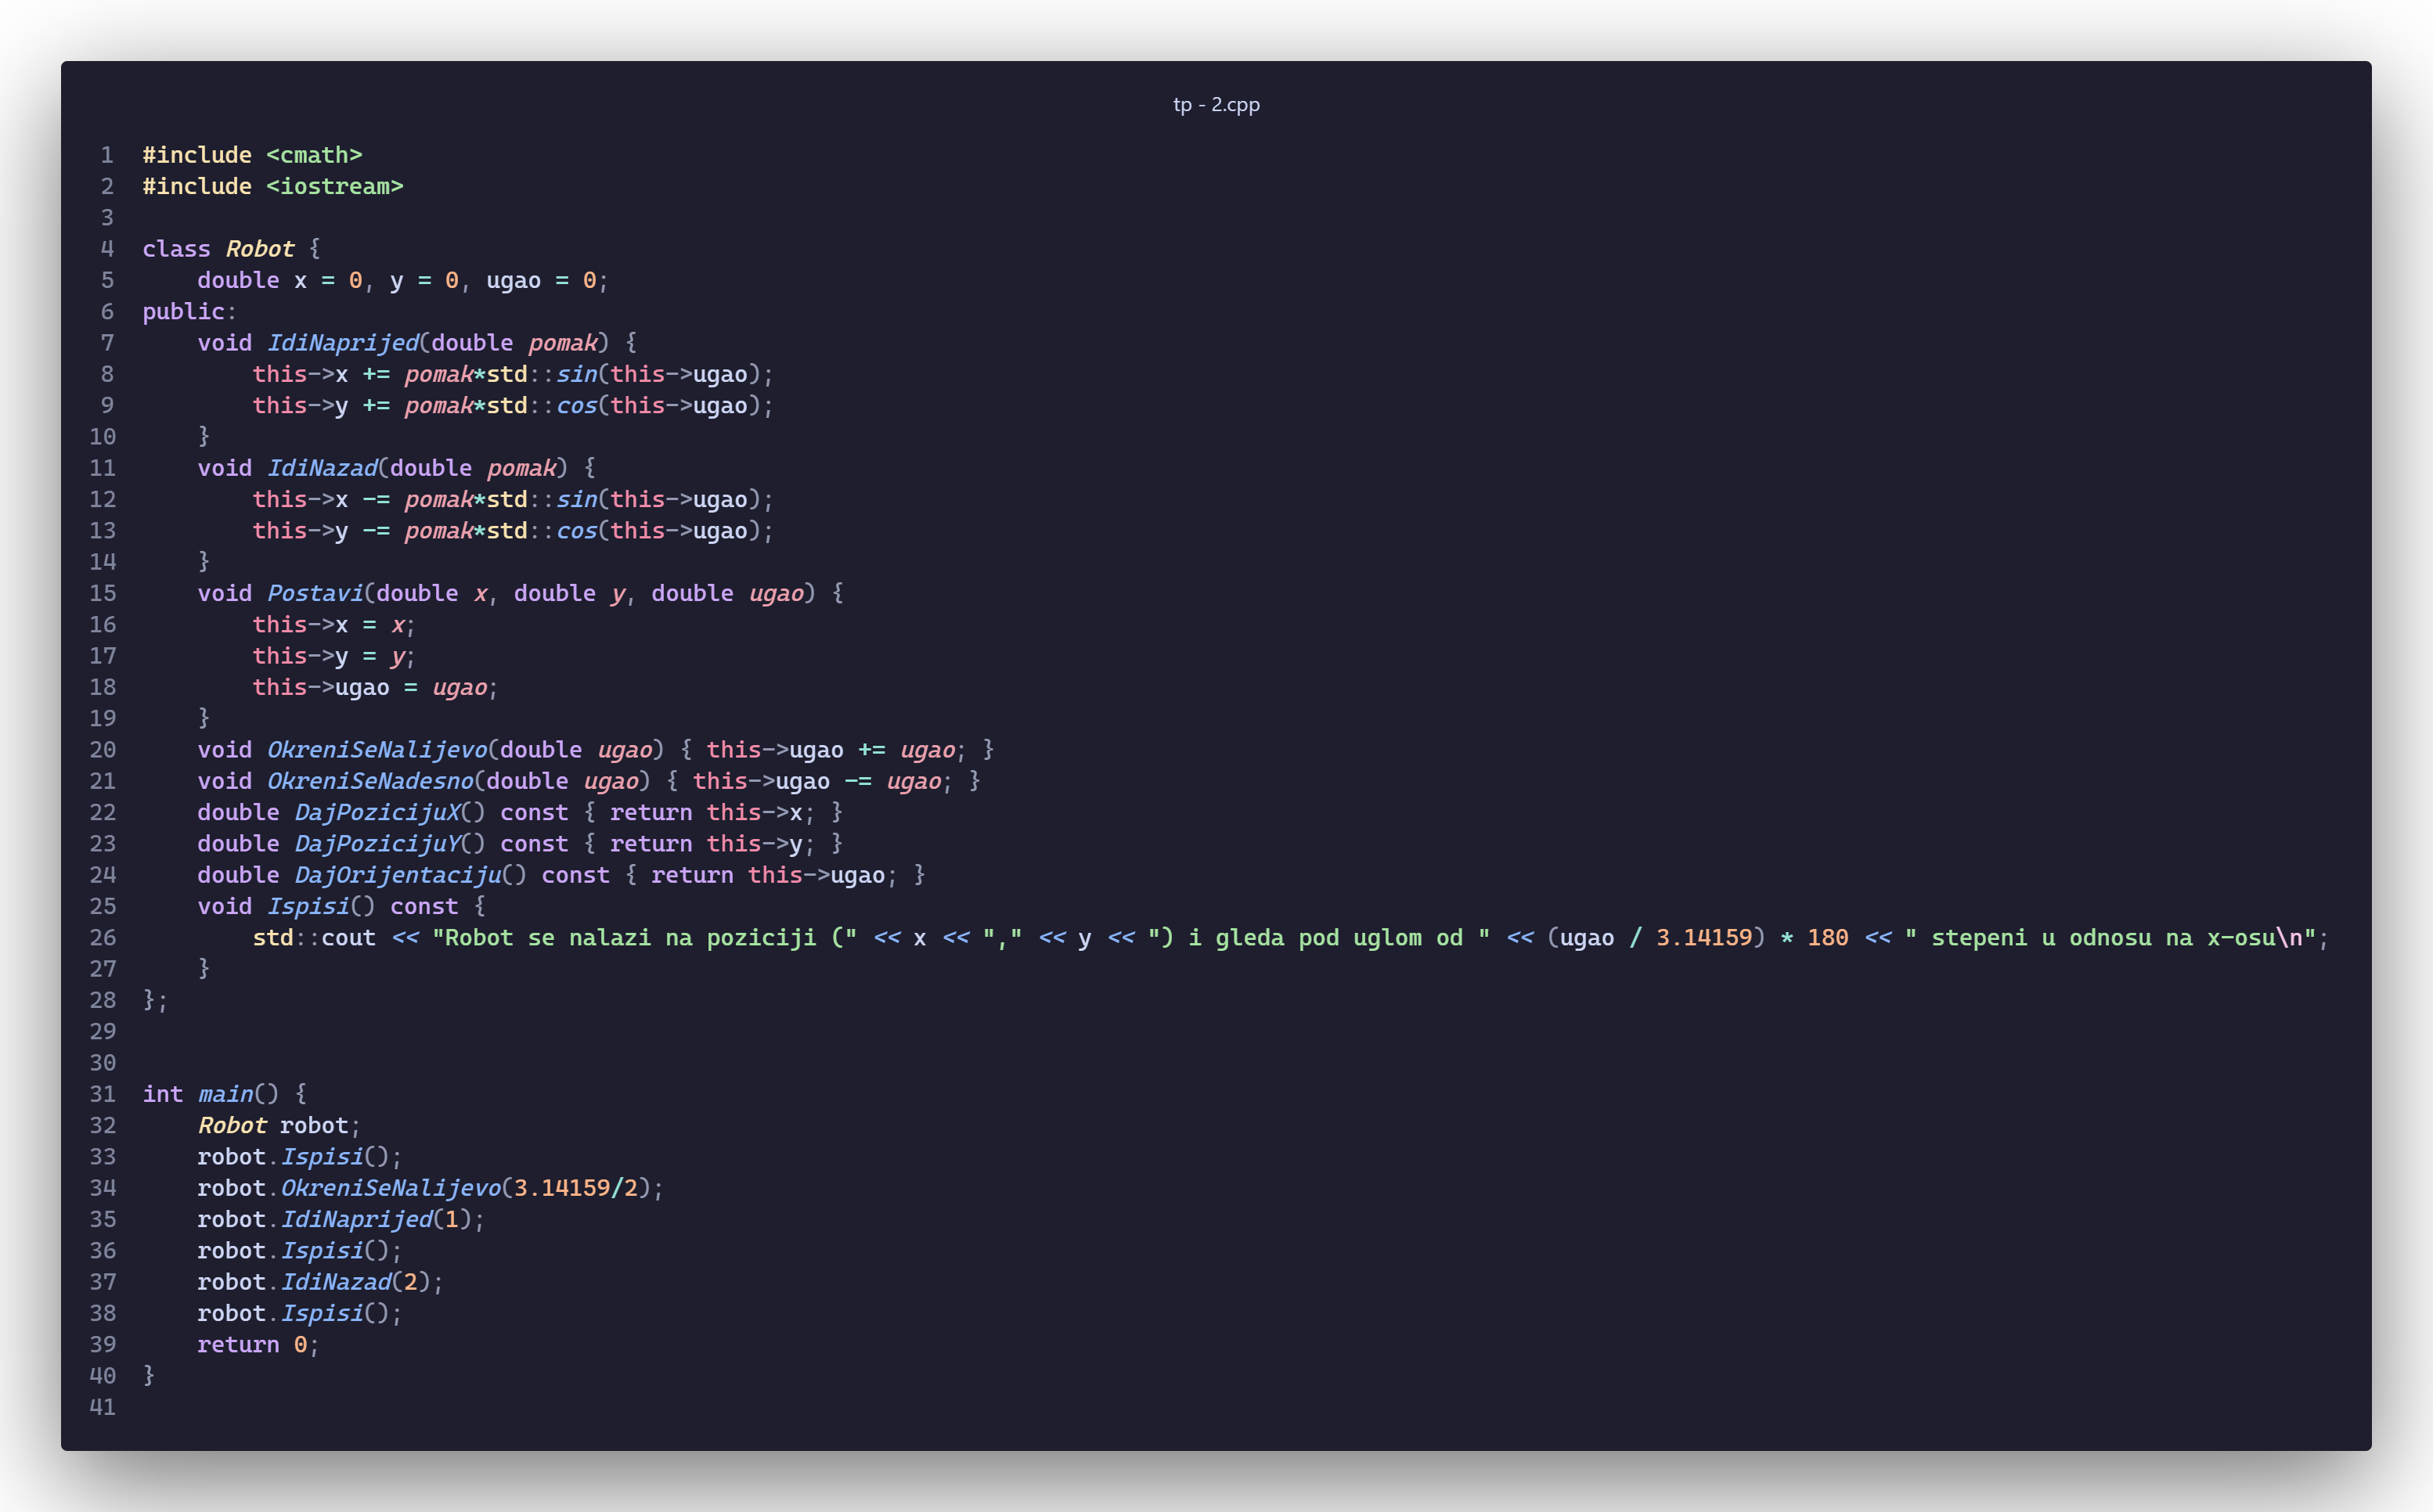 tp - 2.cpp
1 #include <cmath>
2 #include <iostream>
3
4 class Robot {
5     double x = 0, y = 0, ugao = 0;
6 public:
7     void IdiNaprijed(double pomak) {
8         this->x += pomak*std::sin(this->ugao);
9         this->y += pomak*std::cos(this->ugao);
10     }
11     void IdiNazad(double pomak) {
12         this->x -= pomak*std::sin(this->ugao);
13         this->y -= pomak*std::cos(this->ugao);
14     }
15     void Postavi(double x, double y, double ugao) {
16         this->x = x;
17         this->y = y;
18         this->ugao = ugao;
19     }
20     void OkreniSeNalijevo(double ugao) { this->ugao += ugao; }
21     void OkreniSeNadesno(double ugao) { this->ugao -= ugao; }
22     double DajPozicijuX() const { return this->x; }
23     double DajPozicijuY() const { return this->y; }
24     double DajOrijentaciju() const { return this->ugao; }
25     void Ispisi() const {
26         std::cout << "Robot se nalazi na poziciji (" << x << "," << y << ") i gleda pod uglom od " << (ugao / 3.14159) * 180 << " stepeni u odnosu na x-osu\n";
27     }
28 };
29
30
31 int main() {
32     Robot robot;
33     robot.Ispisi();
34     robot.OkreniSeNalijevo(3.14159/2);
35     robot.IdiNaprijed(1);
36     robot.Ispisi();
37     robot.IdiNazad(2);
38     robot.Ispisi();
39     return 0;
40 }
41